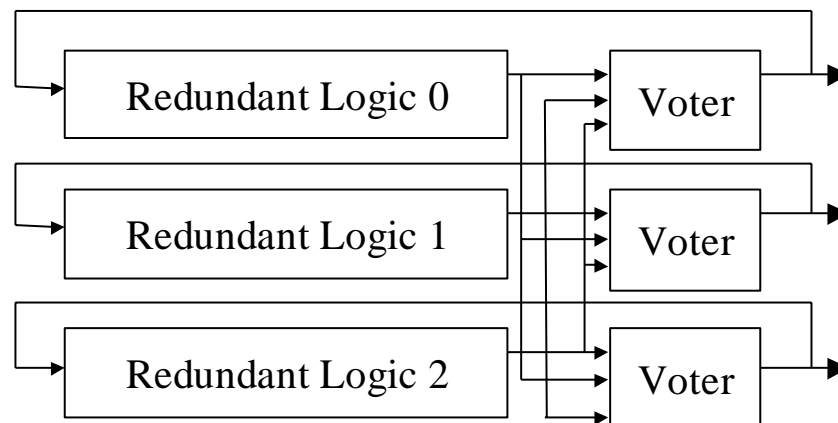 Redundant Logic 0
Voter
Redundant Logic 1
Voter
Redundant Logic 2
Voter